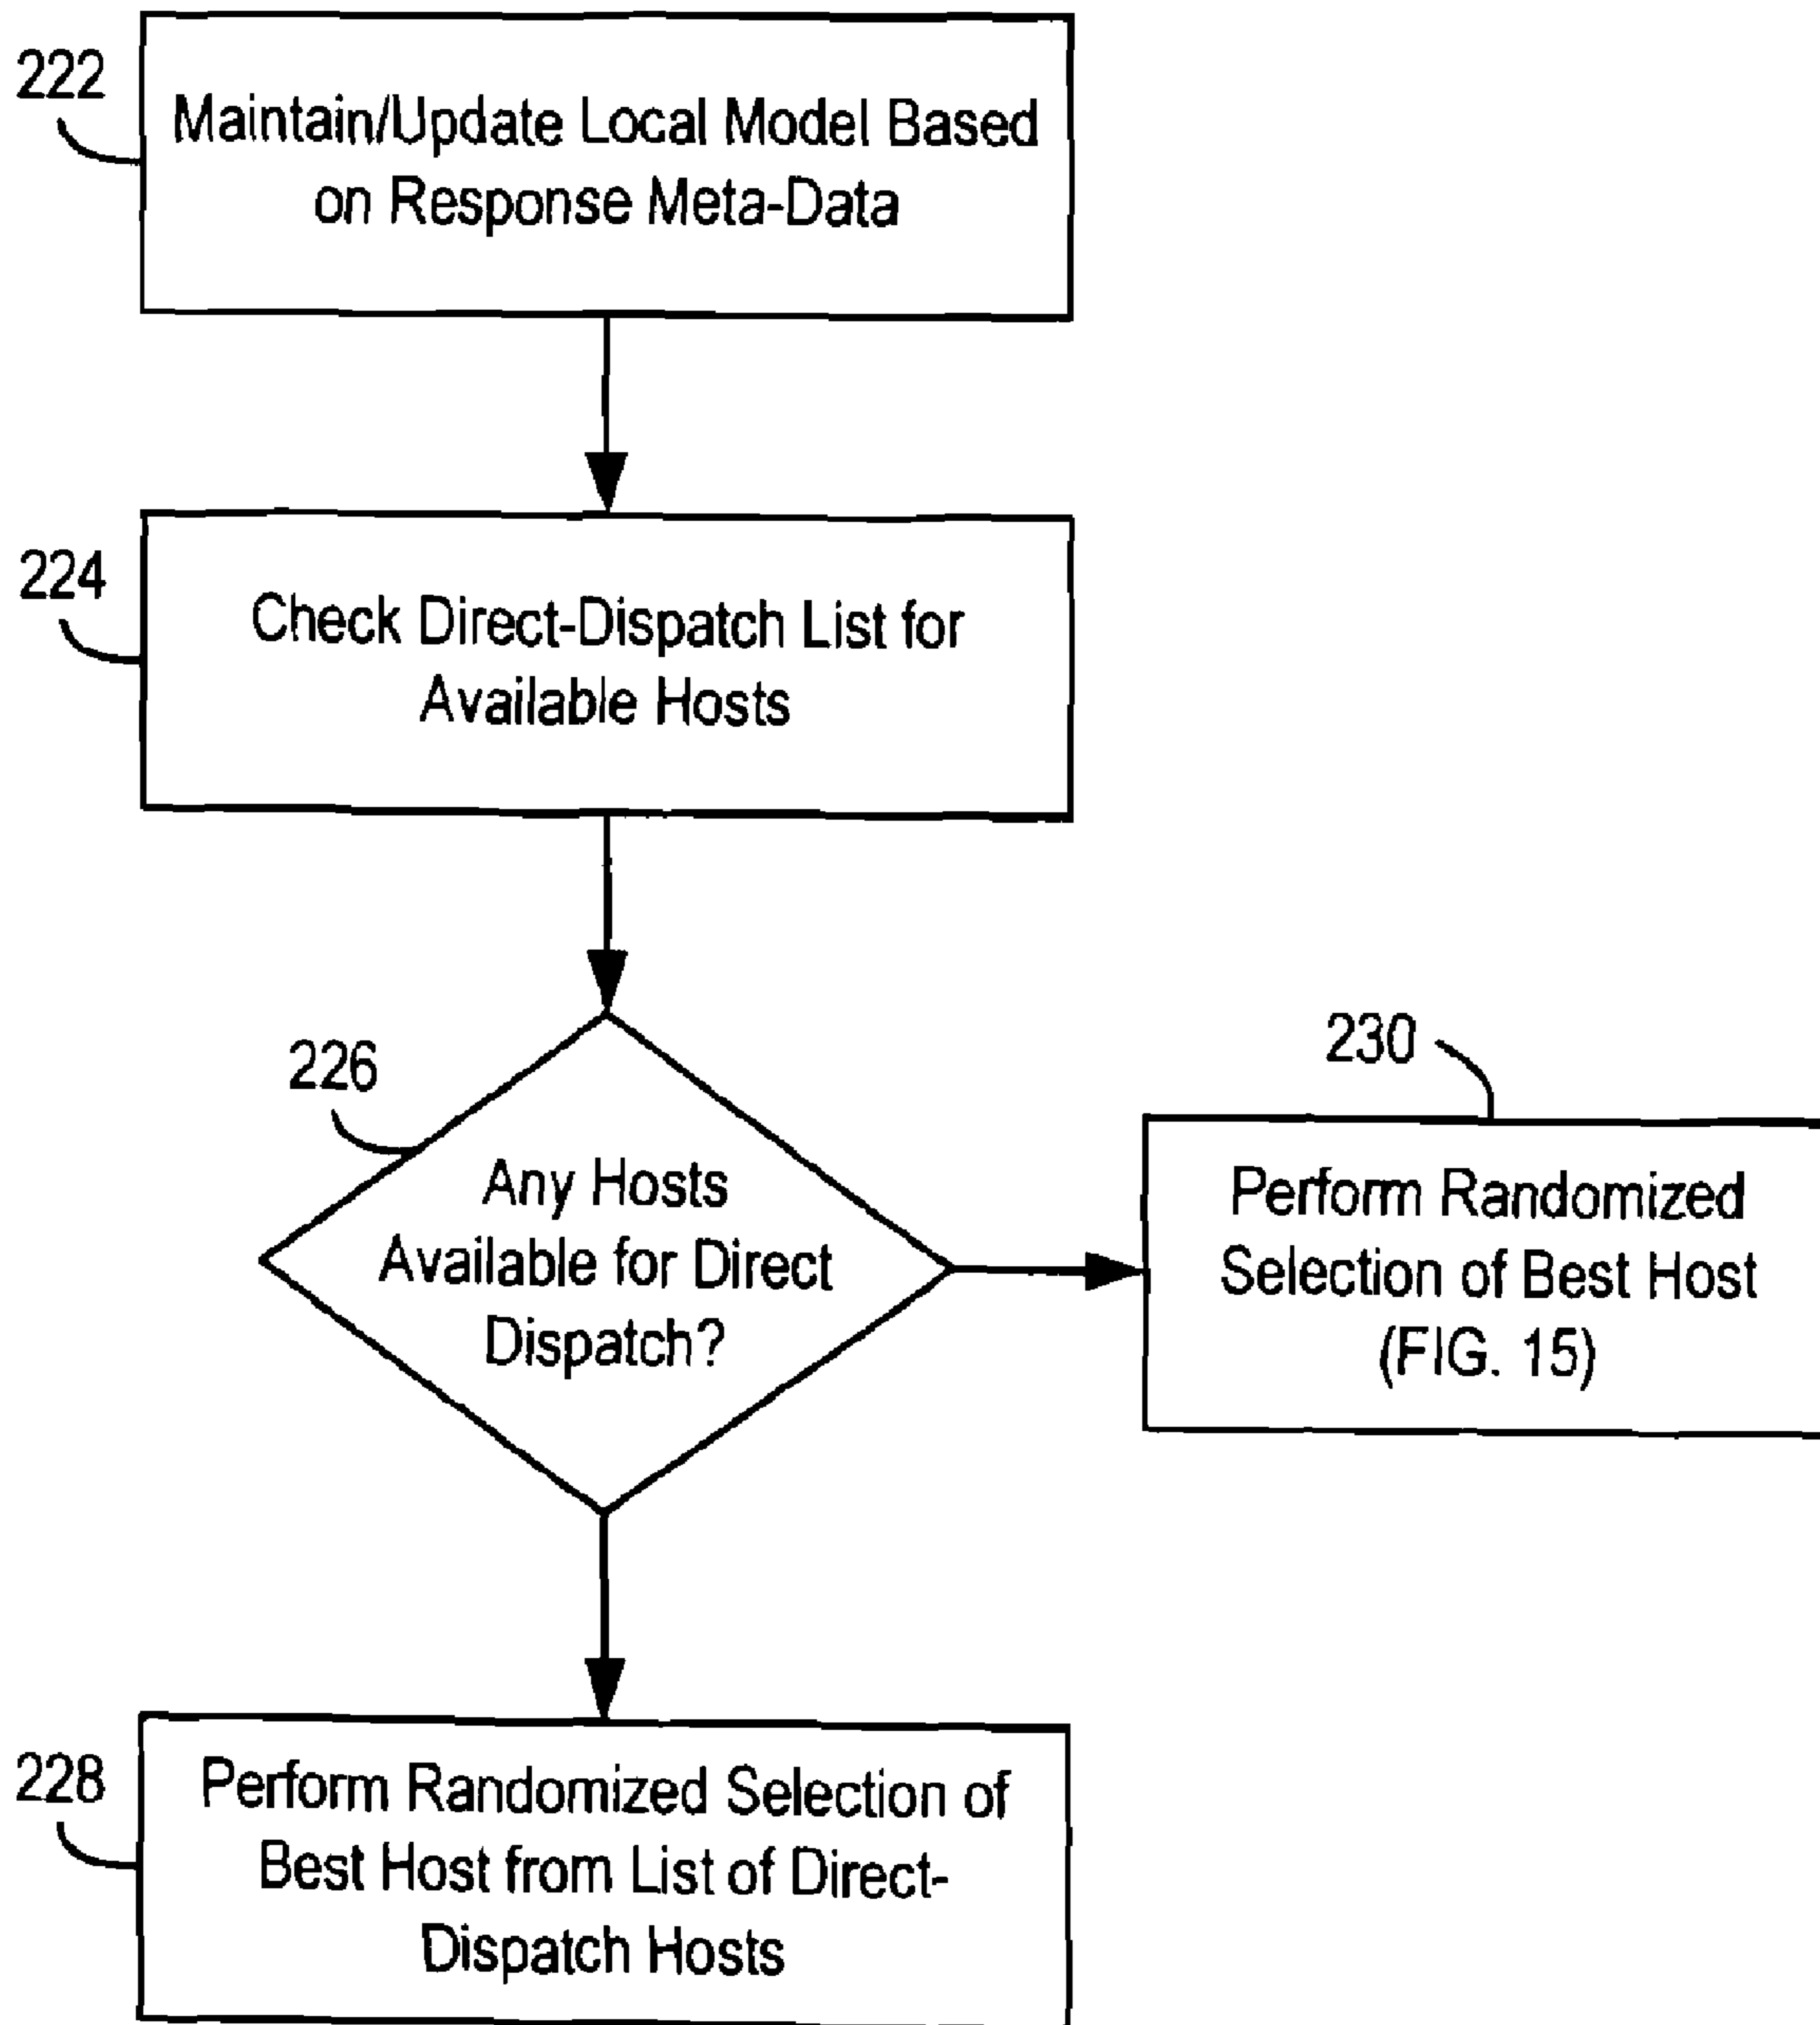 222
Maintain/Update Local Model Based
on Response Meta-Data
224
Check Direct-Dispatch List for
Available Hosts
226
Any Hosts
Available for Direct
Dispatch?
230
Perform Randomized
Selection of Best Host
(FIG. 15)
228
Perform Randomized Selection of
Best Host from List of Direct-
Dispatch Hosts